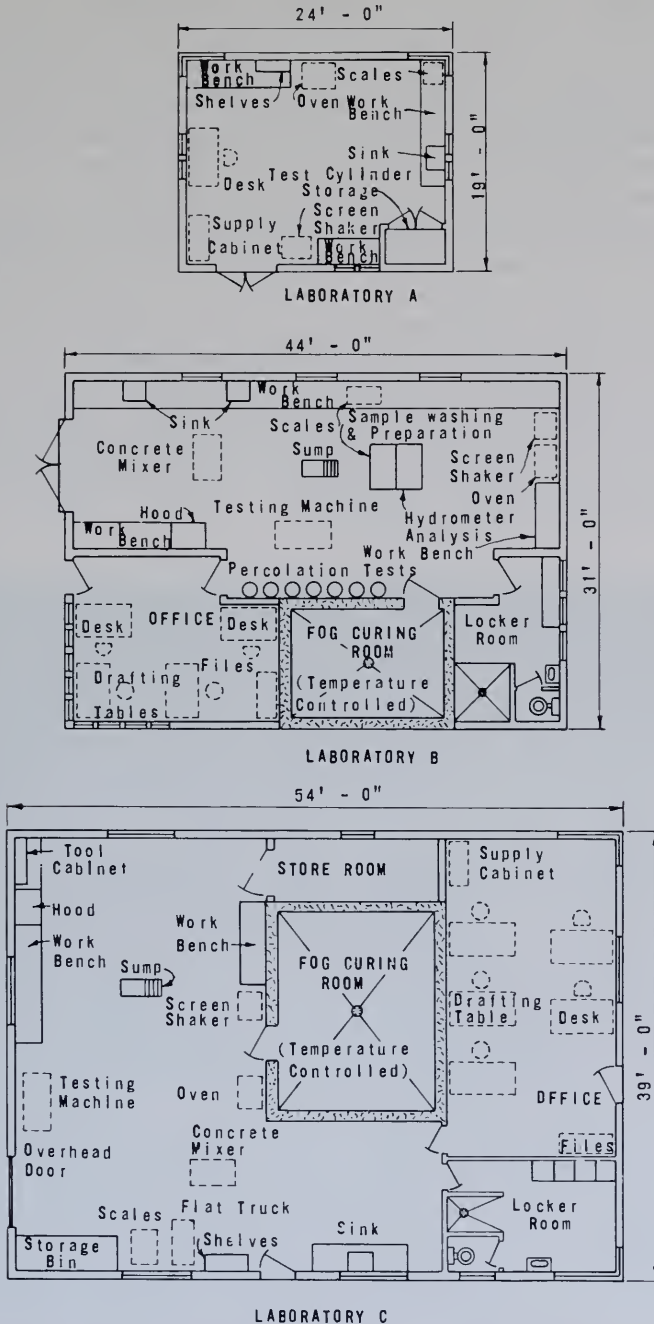 24' - 0"
Work
Bench
Scales
Shelves
Oven
Work
Bench
Sink
Desk
Test Cylinder
Storage
Screen
Shaker
Supply
Cabinet
Work
Bench
19' - 0"
LABORATORY A
44' - 0"
Work
Bench
Sink
Scales
Sample washing
& Preparation
Concrete
Mixer
Sump
Screen
Shaker
Oven
Hood
Testing Machine
Hydrometer
Analysis
Work
Bench
Work Bench
31' - 0"
Percolation Tests
Desk
OFFICE
Desk
FOG CURING
ROOM
(Temperature
Controlled)
Locker
Room
Files
Drafting
Tables
LABORATORY B
54' - 0"
Tool
Cabinet
STORE ROOM
Supply
Cabinet
Hood
Work
Bench
Work
Bench
Sump
FOG CURING
ROOM
Screen
Shaker
Drafting
Table
Desk
(Temperature
Controlled)
Testing
Machine
Oven
39' - 0"
OFFICE
Concrete
Mixer
Files
Overhead
Door
Scales
Flat Truck
Shelves
Sink
Locker
Room
Storage
Bin
LABORATORY C